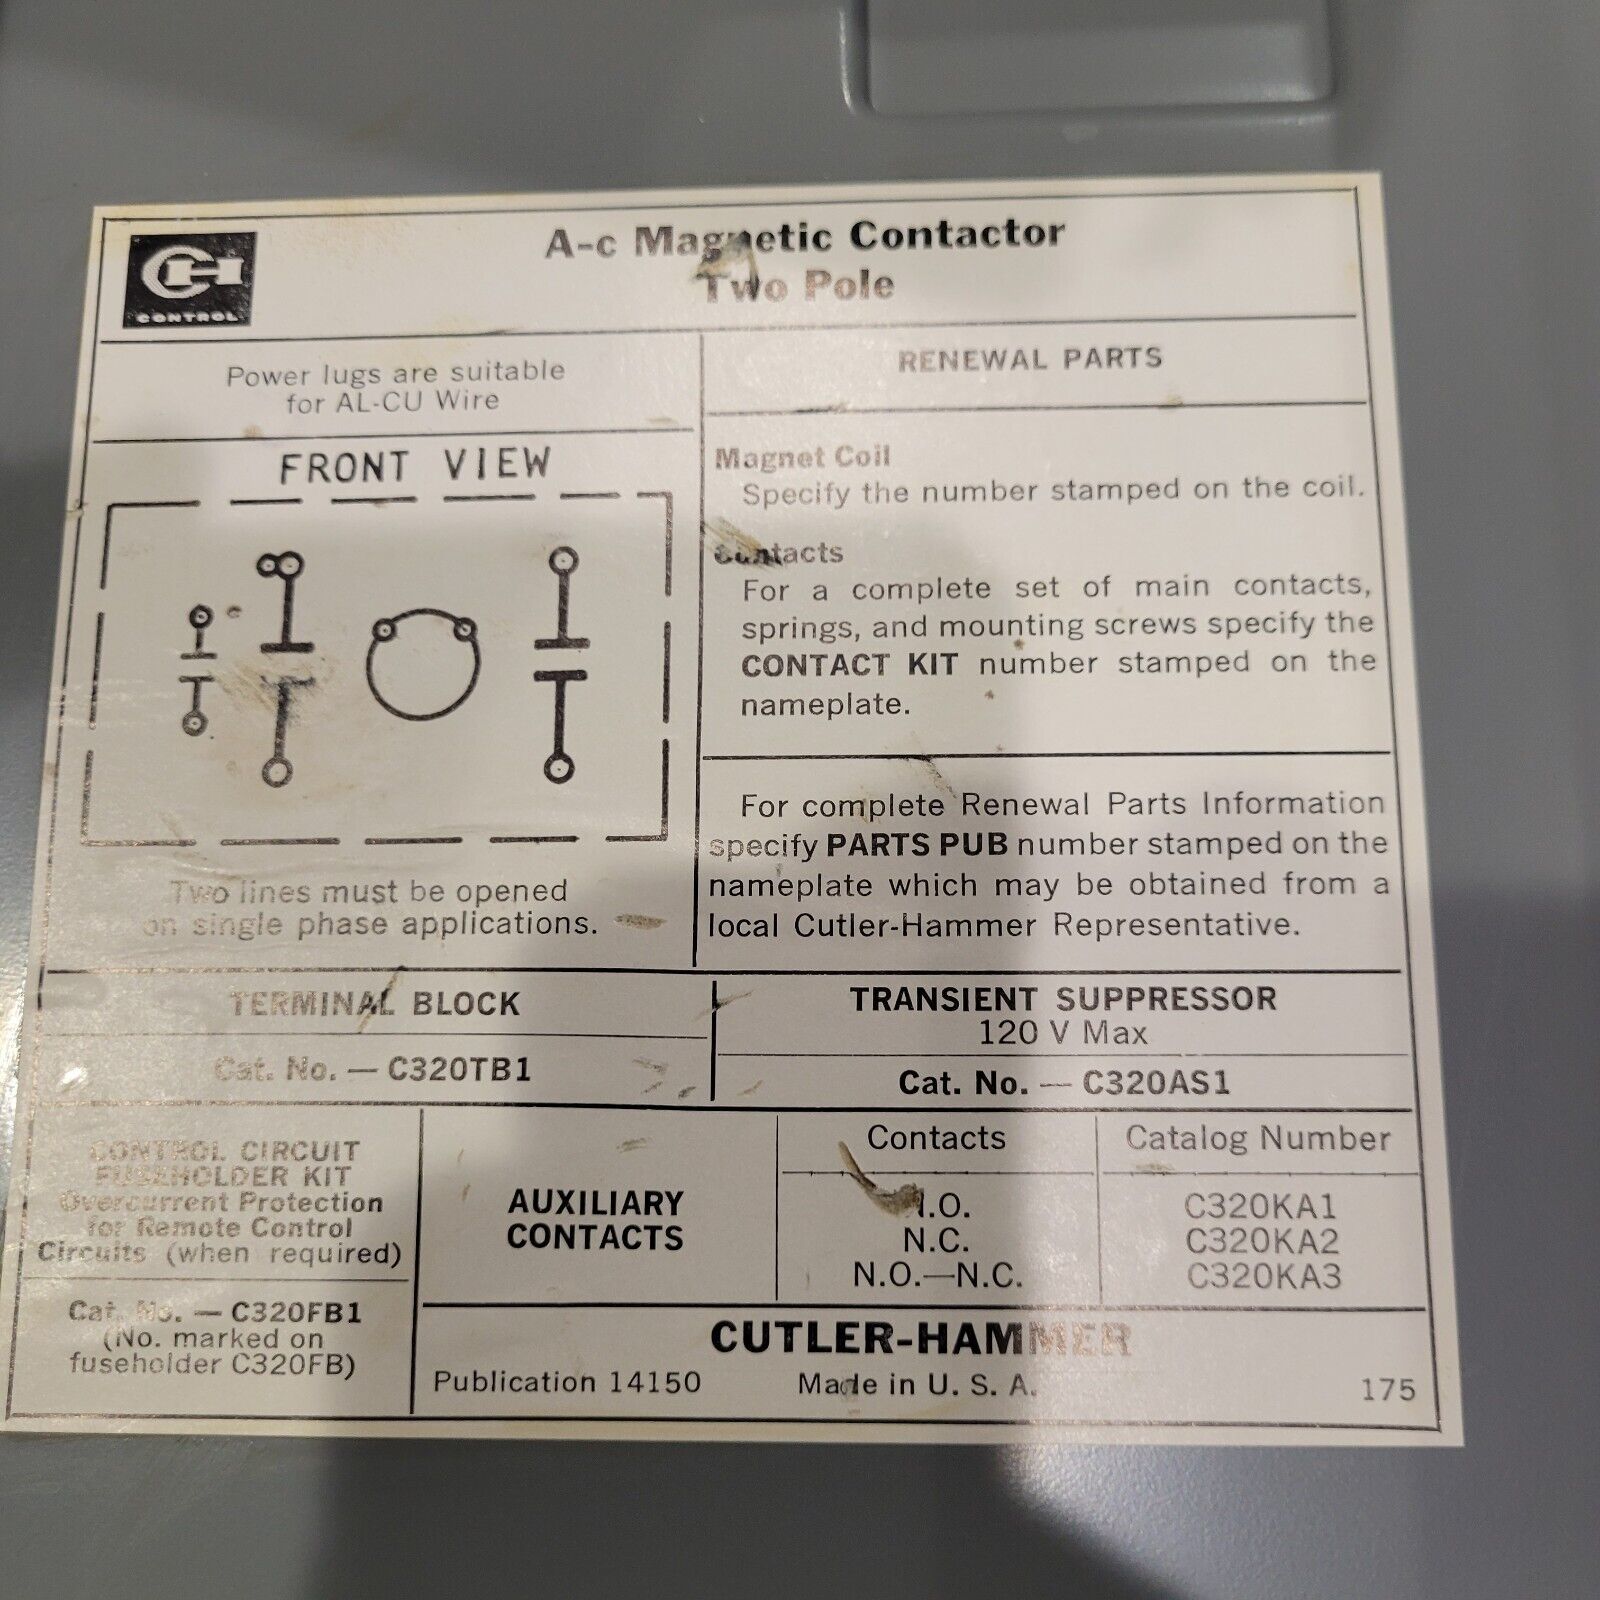 CH
CONTROL
A-c Magnetic Contactor
Two Pole
Power lugs are suitable
for AL-CU Wire
FRONT VIEW
Two lines must be opened
on single phase applications.
RENEWAL PARTS
Magnet Coil
Specify the number stamped on the coil.
Contacts
For a complete set of main contacts,
springs, and mounting screws specify the
CONTACT KIT number stamped on the
nameplate.
For complete Renewal Parts Information
specify PARTS PUB number stamped on the
nameplate which may be obtained from a
local Cutler-Hammer Representative.
TERMINAL BLOCK
Cat. No. — C320TB1
TRANSIENT SUPPRESSOR
120 V Max
Cat. No. — C320AS1
CONTROL CIRCUIT
FUSEHOLDER KIT
Overcurrent Protection
for Remote Control
Circuits (when required)
Cat. No. — C320FB1
(No. marked on
fuseholder C320FB)
AUXILIARY
CONTACTS
Contacts Catalog Number
N.O. C320KA1
N.C. C320KA2
N.O.—N.C. C320KA3
CUTLER-HAMMER
Publication 14150 Made in U. S. A. 175